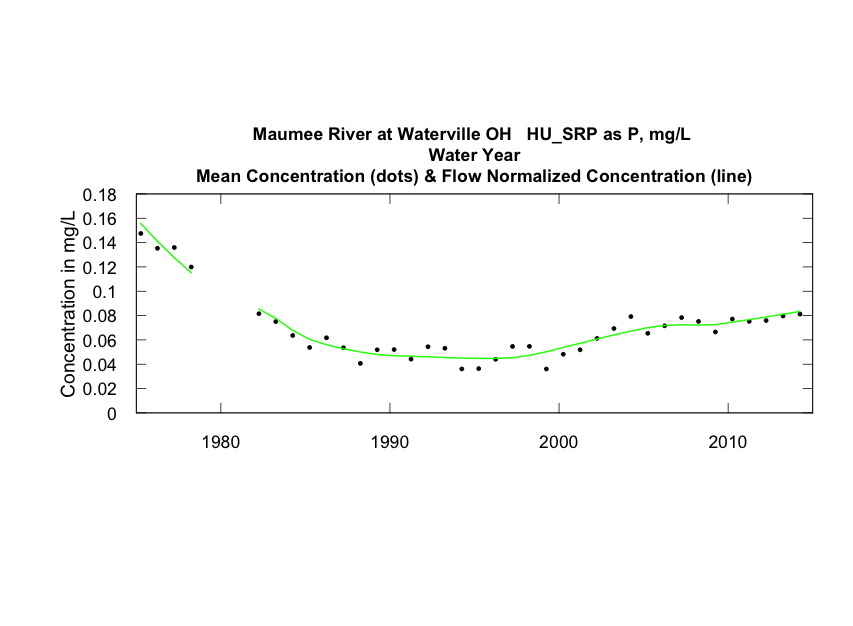 Maumee River at Waterville OH   HU_SRP as P, mg/L
Water Year
Mean Concentration (dots) & Flow Normalized Concentration (line)
Concentration in mg/L
0.18
0.16
0.14
0.12
0.1
0.08
0.06
0.04
0.02
0
1980 1990 2000 2010